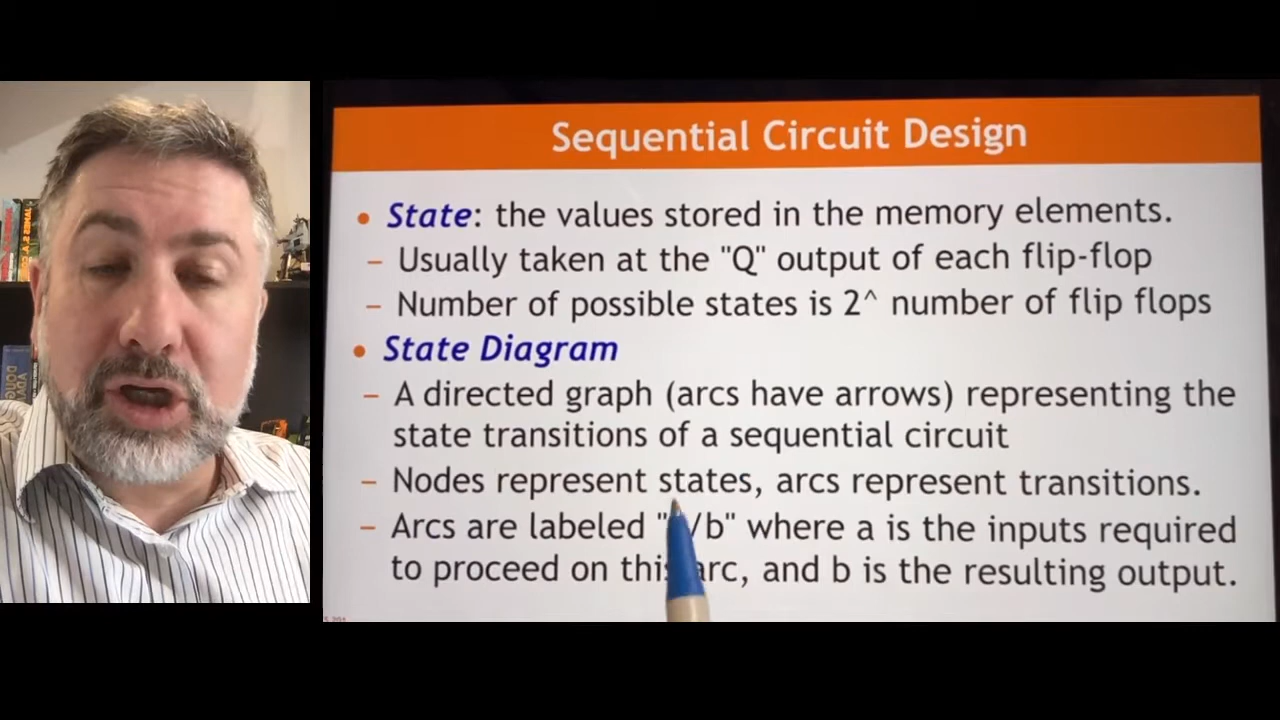 Sequential Circuit Design
• State: the values stored in the memory elements.
– Usually taken at the "Q" output of each flip-flop
– Number of possible states is 2^ number of flip flops
• State Diagram
– A directed graph (arcs have arrows) representing the
state transitions of a sequential circuit
– Nodes represent states, arcs represent transitions.
– Arcs are labeled " /b" where a is the inputs required
to proceed on this arc, and b is the resulting output.